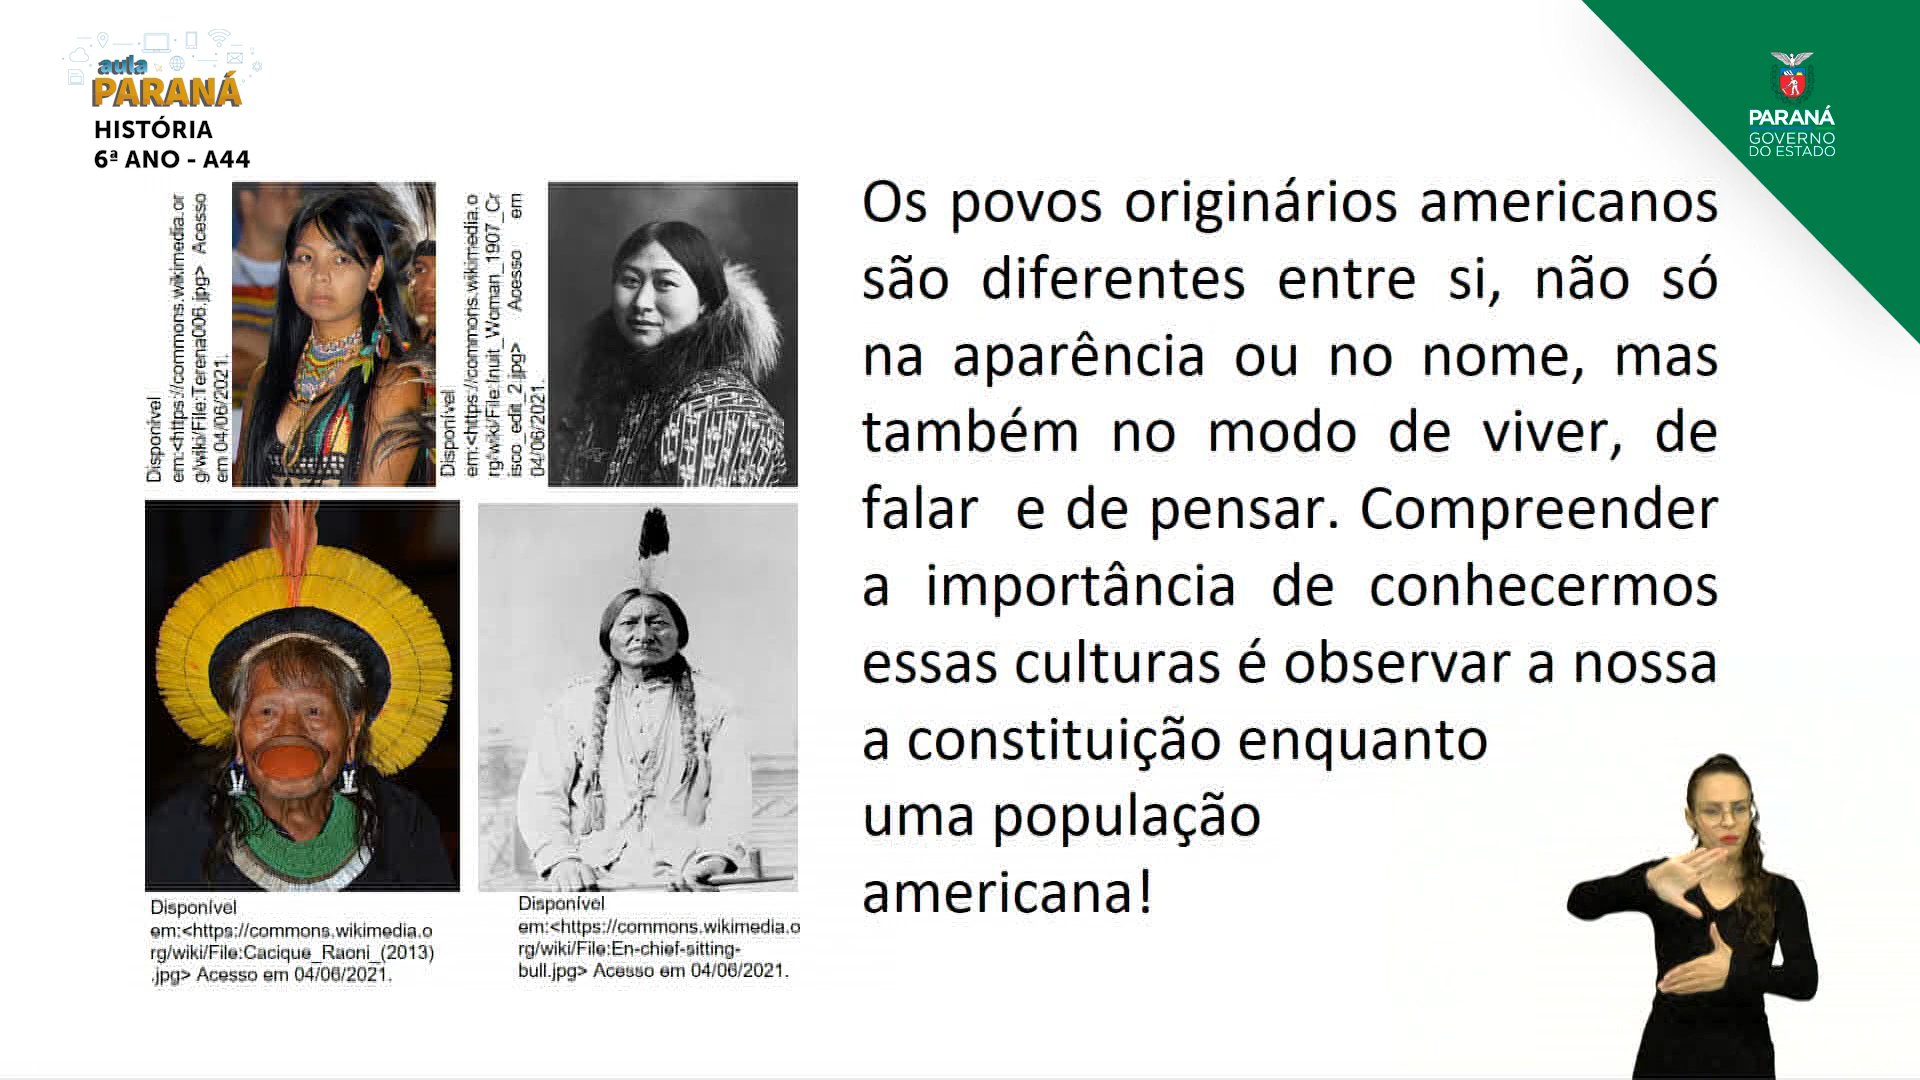 aula
PARANÁ
HISTÓRIA
6ª ANO - A44
PARANÁ
GOVERNO
DO ESTADO
Disponível
em:<https://commons.wikimedia.or
g/wiki/File:Terena006.jpg> Acesso
em 04/06/2021.
Disponível
em:<https://commons.wikimedia.o
rg/wiki/File:Inuit_Woman_1907_Cr
isco_edit_2.jpg> Acesso em
04/06/2021.
Disponível
em:<https://commons.wikimedia.o
rg/wiki/File:Cacique_Raoni_(2013)
.jpg> Acesso em 04/06/2021.
Disponível
em:<https://commons.wikimedia.o
rg/wiki/File:En-chief-sitting-
bull.jpg> Acesso em 04/06/2021.
Os povos originários americanos
são diferentes entre si, não só
na aparência ou no nome, mas
também no modo de viver, de
falar e de pensar. Compreender
a importância de conhecermos
essas culturas é observar a nossa
a constituição enquanto
uma população
americana!